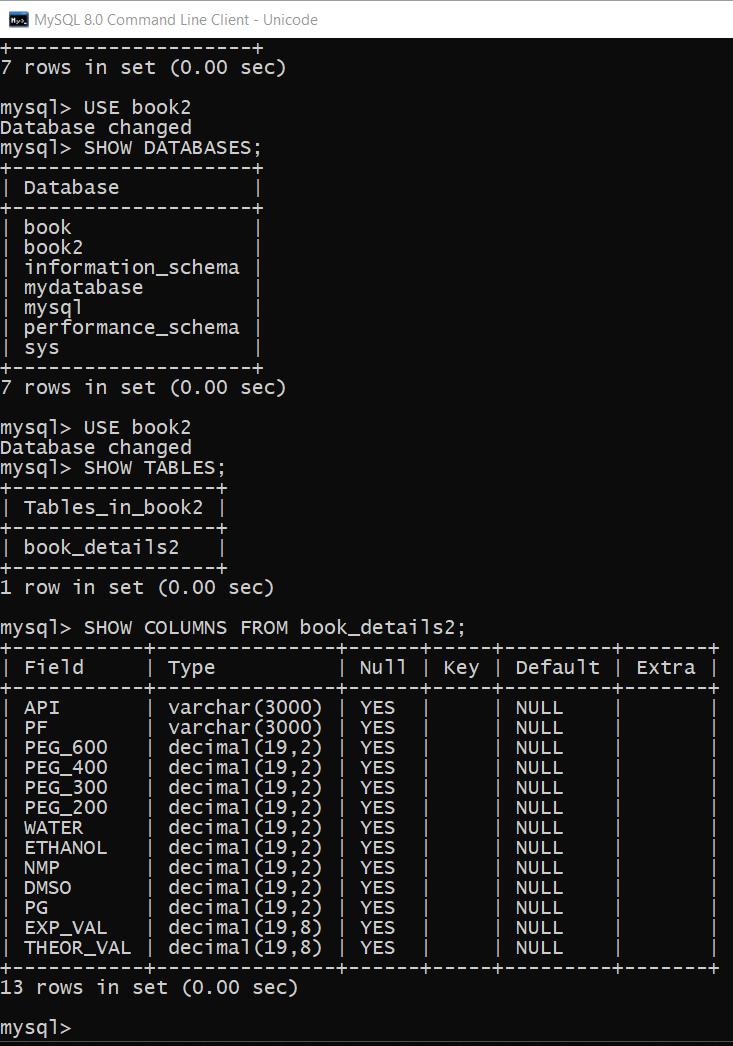 MySQL 8.0 Command Line Client - Unicode
+--------------------+
7 rows in set (0.00 sec)

mysql> USE book2
Database changed
mysql> SHOW DATABASES;
+--------------------+
| Database           |
+--------------------+
| book               |
| book2              |
| information_schema |
| mydatabase         |
| mysql              |
| performance_schema |
| sys                |
+--------------------+
7 rows in set (0.00 sec)

mysql> USE book2
Database changed
mysql> SHOW TABLES;
+-----------------+
| Tables_in_book2 |
+-----------------+
| book_details2   |
+-----------------+
1 row in set (0.00 sec)

mysql> SHOW COLUMNS FROM book_details2;
+-----------+---------------+------+-----+---------+-------+
| Field     | Type          | Null | Key | Default | Extra |
+-----------+---------------+------+-----+---------+-------+
| API       | varchar(3000) | YES  |     | NULL    |       |
| PF        | varchar(3000) | YES  |     | NULL    |       |
| PEG_600   | decimal(19,2) | YES  |     | NULL    |       |
| PEG_400   | decimal(19,2) | YES  |     | NULL    |       |
| PEG_300   | decimal(19,2) | YES  |     | NULL    |       |
| PEG_200   | decimal(19,2) | YES  |     | NULL    |       |
| WATER     | decimal(19,2) | YES  |     | NULL    |       |
| ETHANOL   | decimal(19,2) | YES  |     | NULL    |       |
| NMP       | decimal(19,2) | YES  |     | NULL    |       |
| DMSO      | decimal(19,2) | YES  |     | NULL    |       |
| PG        | decimal(19,2) | YES  |     | NULL    |       |
| EXP_VAL   | decimal(19,8) | YES  |     | NULL    |       |
| THEOR_VAL | decimal(19,8) | YES  |     | NULL    |       |
+-----------+---------------+------+-----+---------+-------+
13 rows in set (0.00 sec)

mysql>